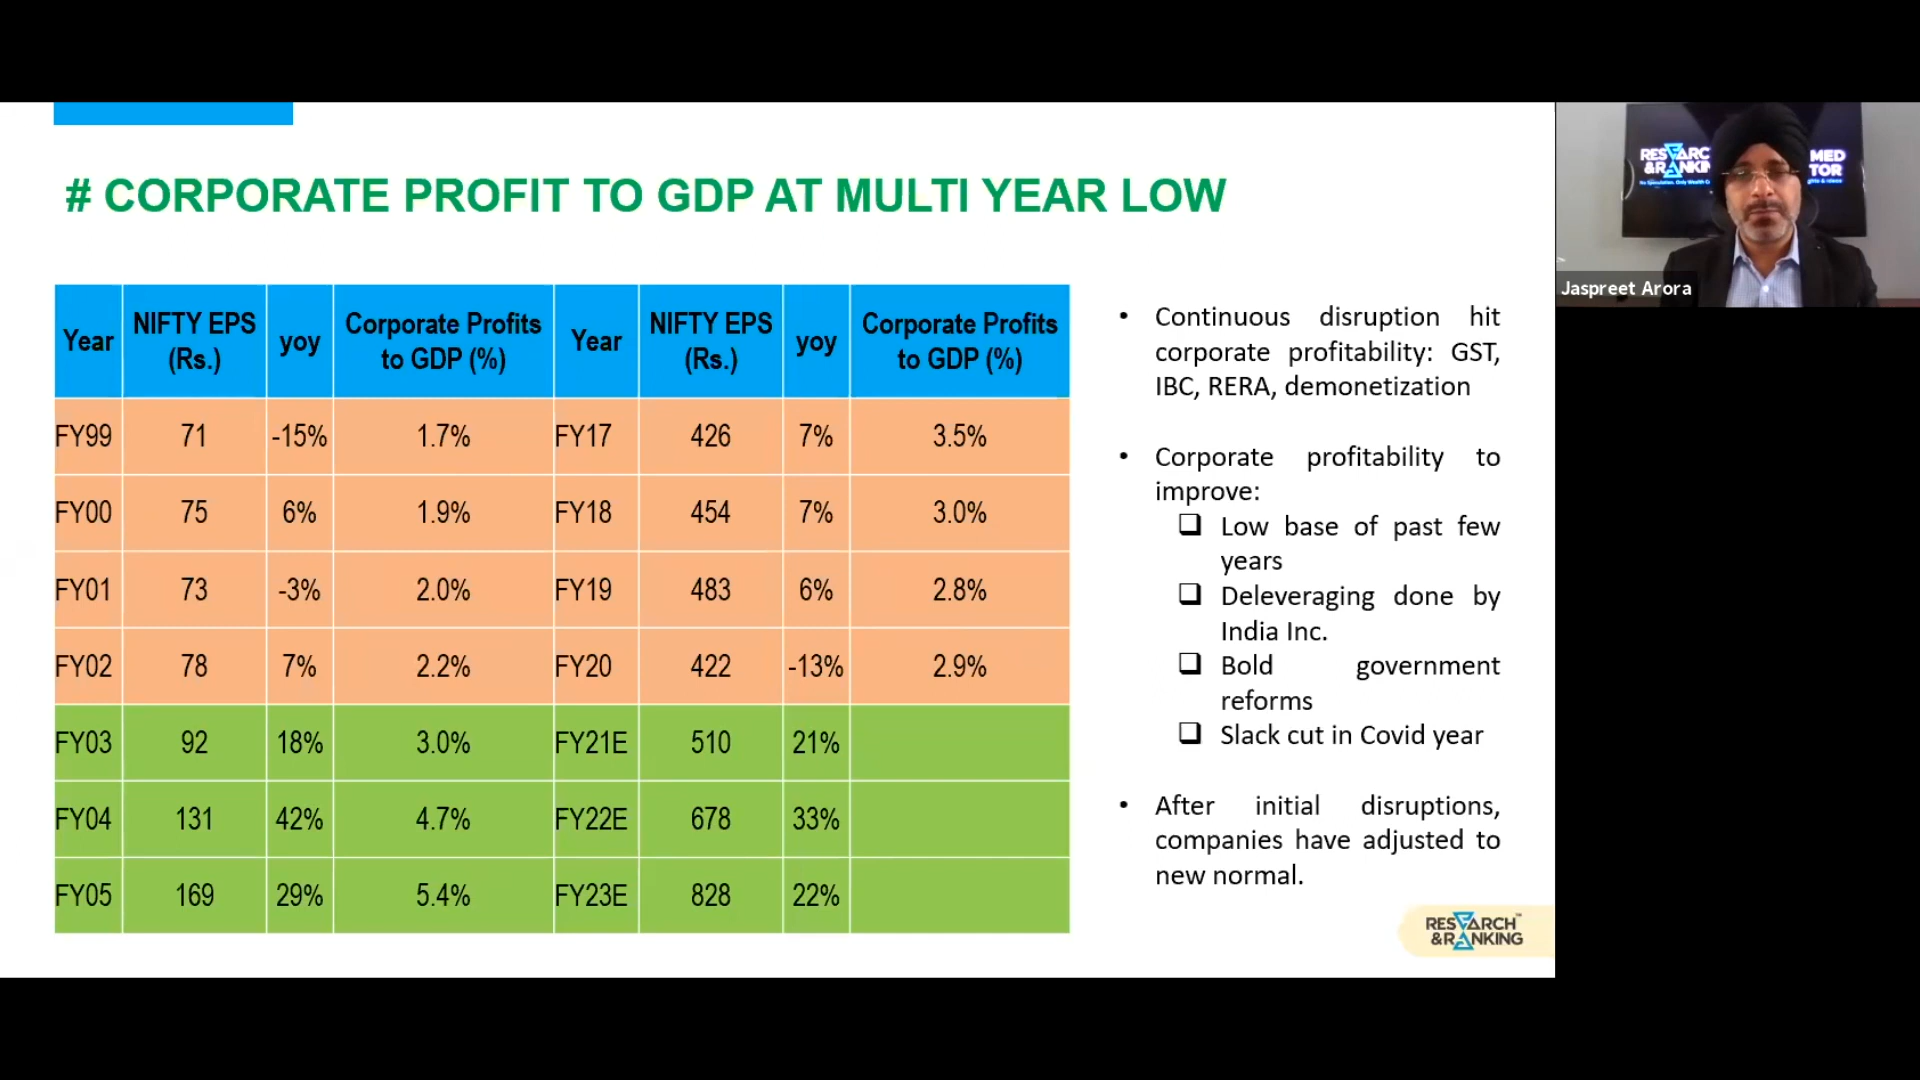 # CORPORATE PROFIT TO GDP AT MULTI YEAR LOW
Year NIFTY EPS (Rs.) yoy Corporate Profits to GDP (%) Year NIFTY EPS (Rs.) yoy Corporate Profits to GDP (%)
FY99 71 -15% 1.7% FY17 426 7% 3.5%
FY00 75 6% 1.9% FY18 454 7% 3.0%
FY01 73 -3% 2.0% FY19 483 6% 2.8%
FY02 78 7% 2.2% FY20 422 -13% 2.9%
FY03 92 18% 3.0% FY21E 510 21%
FY04 131 42% 4.7% FY22E 678 33%
FY05 169 29% 5.4% FY23E 828 22%
• Continuous disruption hit
corporate profitability: GST,
IBC, RERA, demonetization
• Corporate profitability to
improve:
❑ Low base of past few
years
❑ Deleveraging done by
India Inc.
❑ Bold government
reforms
❑ Slack cut in Covid year
• After initial disruptions,
companies have adjusted to
new normal.
RESEARCH
&RANKING
MED
TOR
Jaspreet Arora